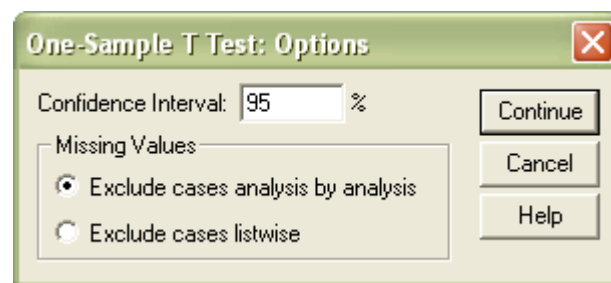 One-Sample T Test: Options
Confidence Interval: 95 %
Continue
Missing Values
Cancel
Exclude cases analysis by analysis
Help
Exclude cases listwise